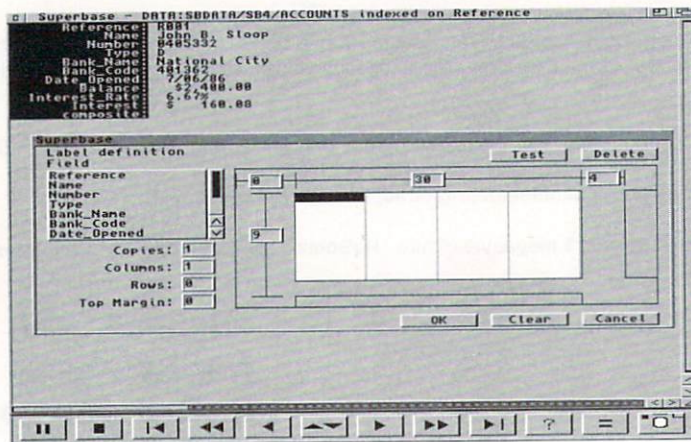 Superbase - DATA:SBDATA/SB4/ACCOUNTS indexed on Reference
Reference: R001
Name: John B. Sloop
Number: 0405332
Type: D
Bank_Name: National City
Bank_Code: 401362
Date_Opened: 7/06/86
Balance: $2,400.00
Interest_Rate: 6.67%
Interest: $ 160.08
composite:
Superbase
Label definition
Field
Test
Delete
Reference
Name
Number
Type
Bank_Name
Bank_Code
Date_Opened
0
30
4
9
Copies: 1
Columns: 1
Rows: 0
Top Margin: 0
OK
Clear
Cancel
?
=